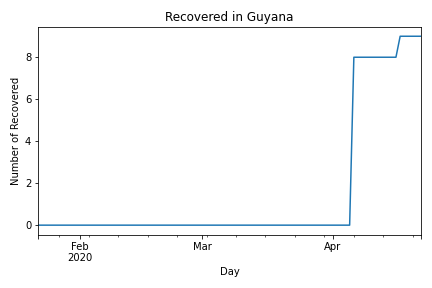 Recovered in Guyana
Number of Recovered
8
6
4
2
0
Feb
2020
Mar
Apr
Day